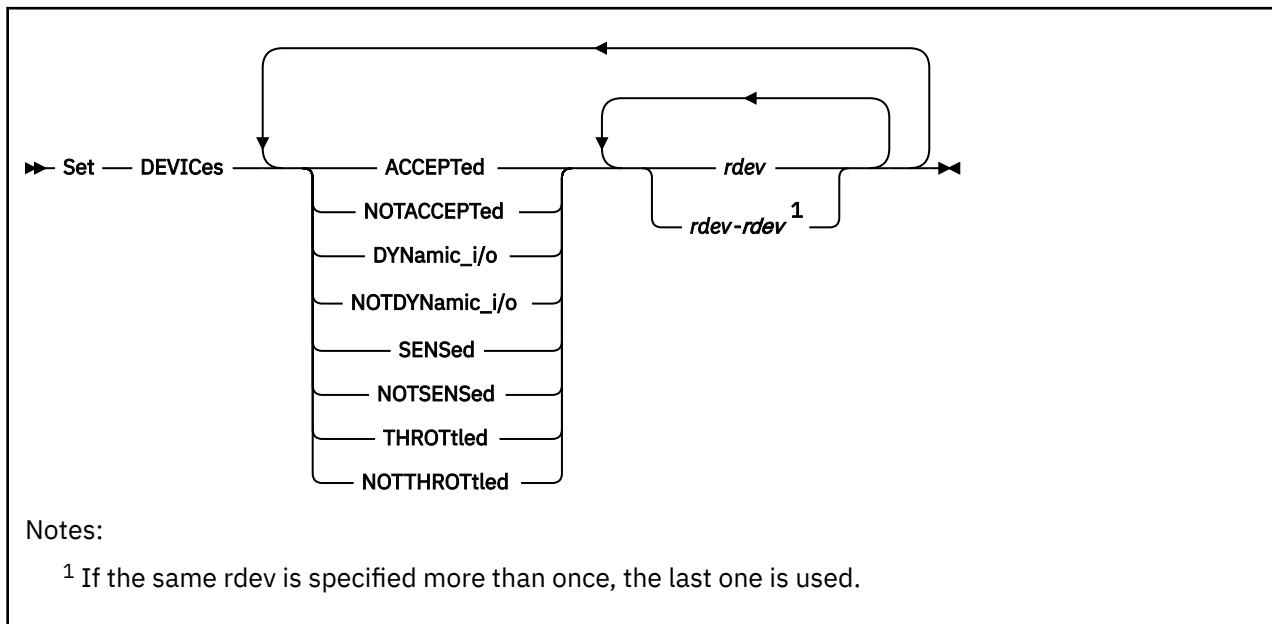 Set DEVICes ACCEPTed rdev
NOTACCEPTed rdev-rdev 1
DYNamic_i/o
NOTDYNamic_i/o
SENSed
NOTSENSed
THROTtled
NOTTHROTtled
Notes:
1 If the same rdev is specified more than once, the last one is used.